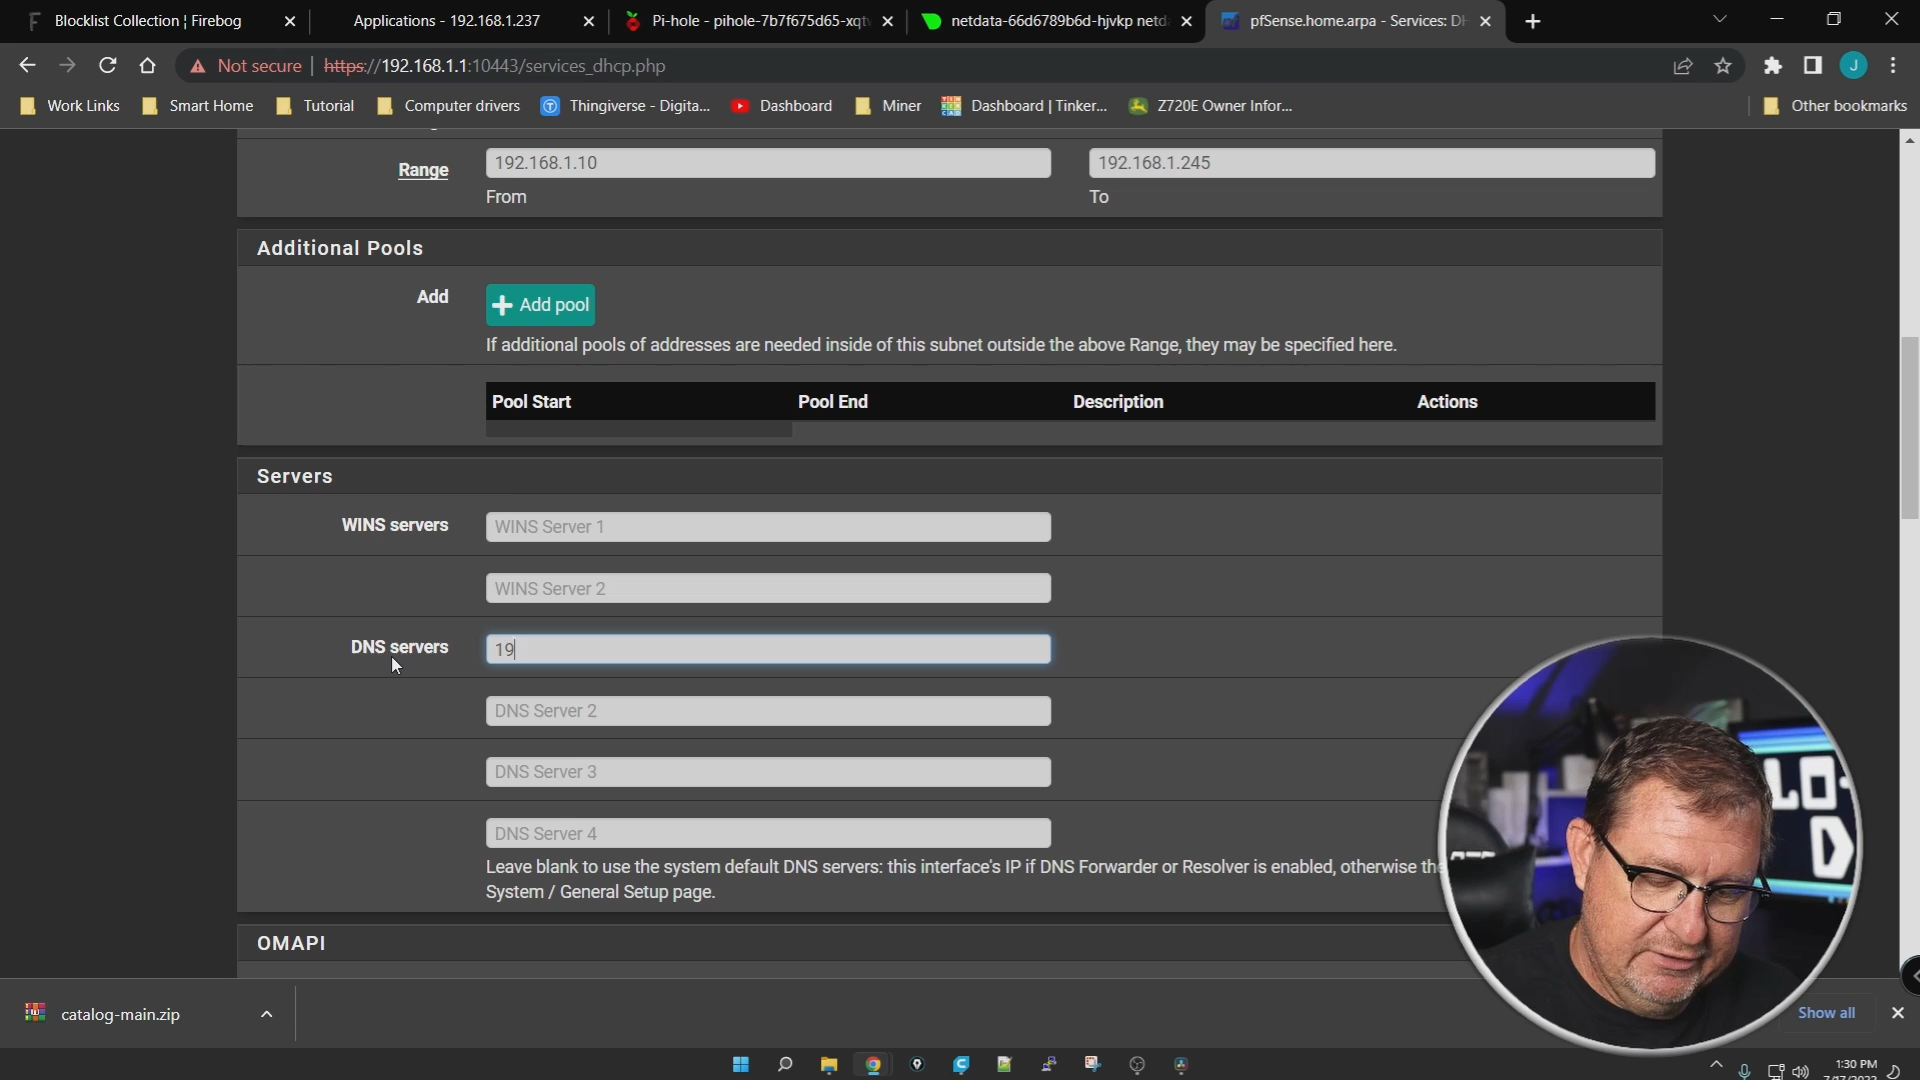 Blocklist Collection ¦ Firebog
Applications - 192.168.1.237
Pi-hole - pihole-7b7f675d65-xqt
netdata-66d6789b6d-hjvkp netd
pfSense.home.arpa - Services: DH
Not secure
https://192.168.1.1:10443/services_dhcp.php
J
Work Links
Smart Home
Tutorial
Computer drivers
Thingiverse - Digita...
Dashboard
Miner
Dashboard | Tinker...
Z720E Owner Infor...
Other bookmarks
Range
192.168.1.10
192.168.1.245
From
To
Additional Pools
Add
Add pool
If additional pools of addresses are needed inside of this subnet outside the above Range, they may be specified here.
Pool Start
Pool End
Description
Actions
Servers
WINS servers
WINS Server 1
WINS Server 2
DNS servers
19
DNS Server 2
DNS Server 3
DNS Server 4
Leave blank to use the system default DNS servers: this interface's IP if DNS Forwarder or Resolver is enabled, otherwise the
System / General Setup page.
OMAPI
catalog-main.zip
Show all
1:30 PM